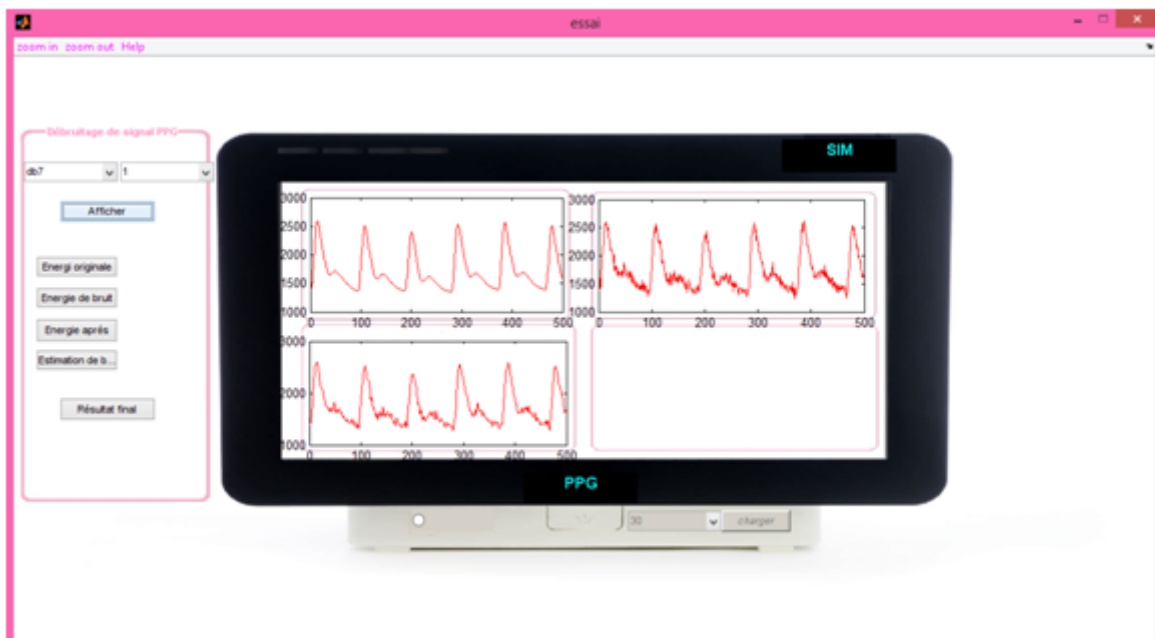 essai
zoom in zoom out Help
Débruitage de signal PPG
db7 1
Afficher
Energi originale
Energie de bruit
Energie aprés
Estimation de b...
Résultat final
SIM
3000
2500
2000
1500
1000
0 100 200 300 400 500
3000
2500
2000
1500
1000
0 100 200 300 400 500
3000
2000
1000
0 100 200 300 400 500
PPG
30 charger